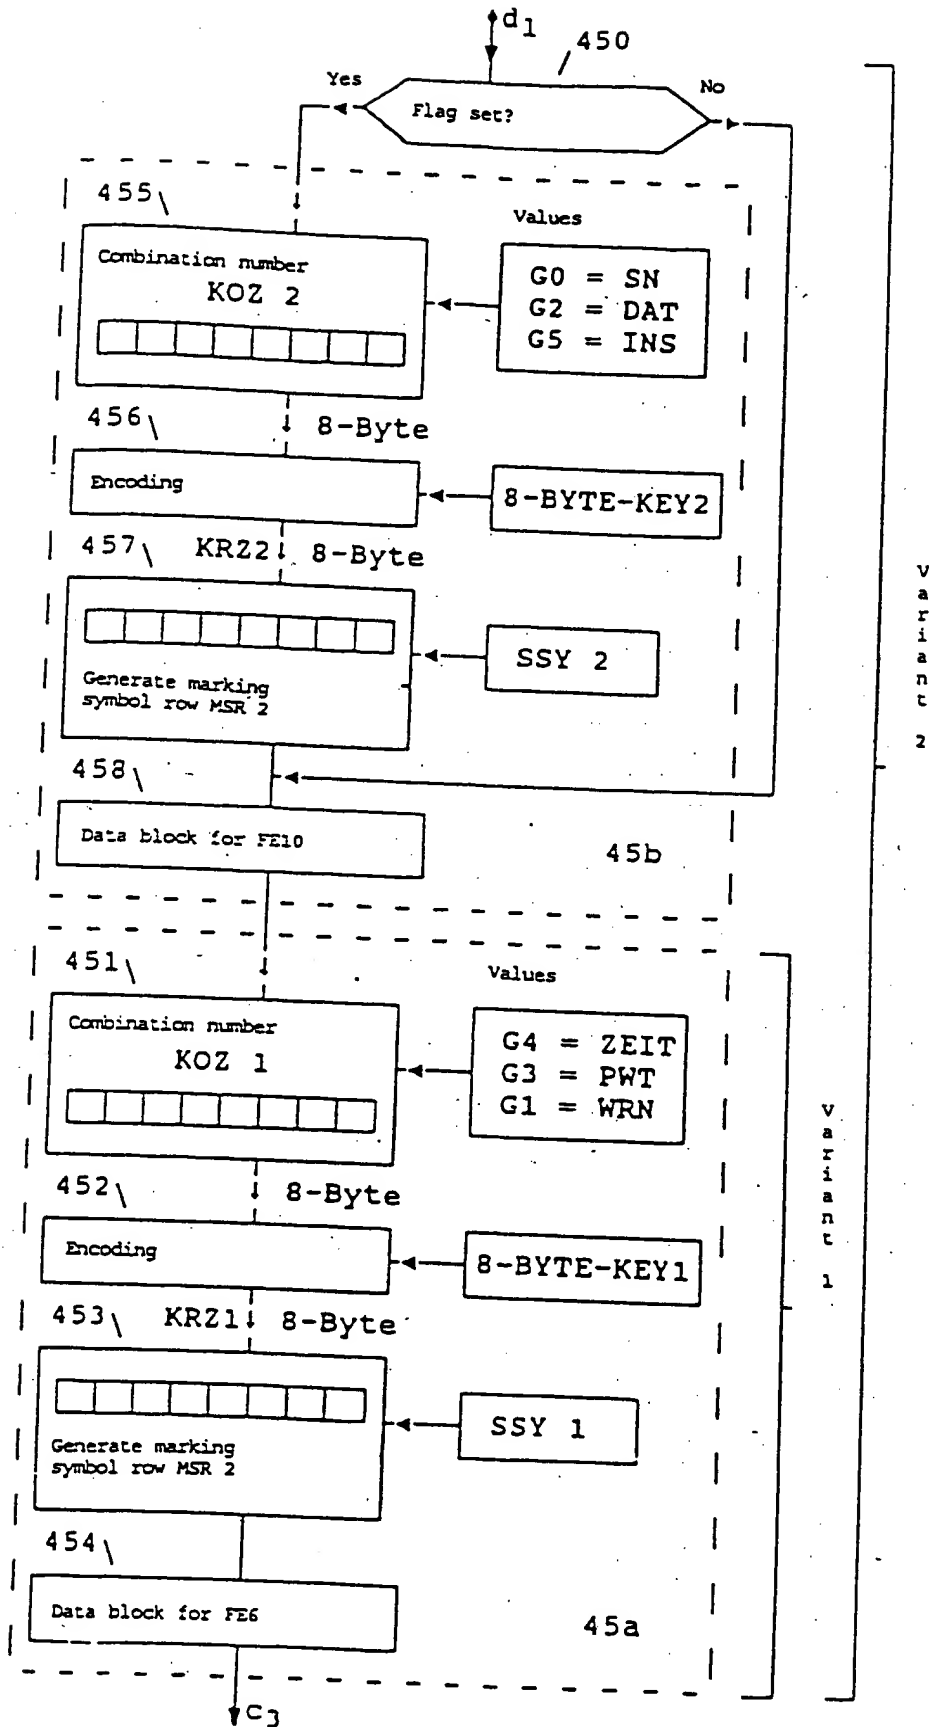 d1
450
Yes
No
Flag set?
455
Values
Combination number
KOZ 2
G0 = SN
G2 = DAT
G5 = INS
456
8-Byte
Encoding
8-BYTE-KEY2
457
KRZ2
8-Byte
SSY 2
Generate marking
symbol row MSR 2
458
Data block for FE10
45b
Variant 2
451
Values
Combination number
KOZ 1
G4 = ZEIT
G3 = PWT
G1 = WRN
452
8-Byte
Encoding
8-BYTE-KEY1
453
KRZ1
8-Byte
SSY 1
Generate marking
symbol row MSR 2
Variant 1
454
Data block for FE6
45a
c3